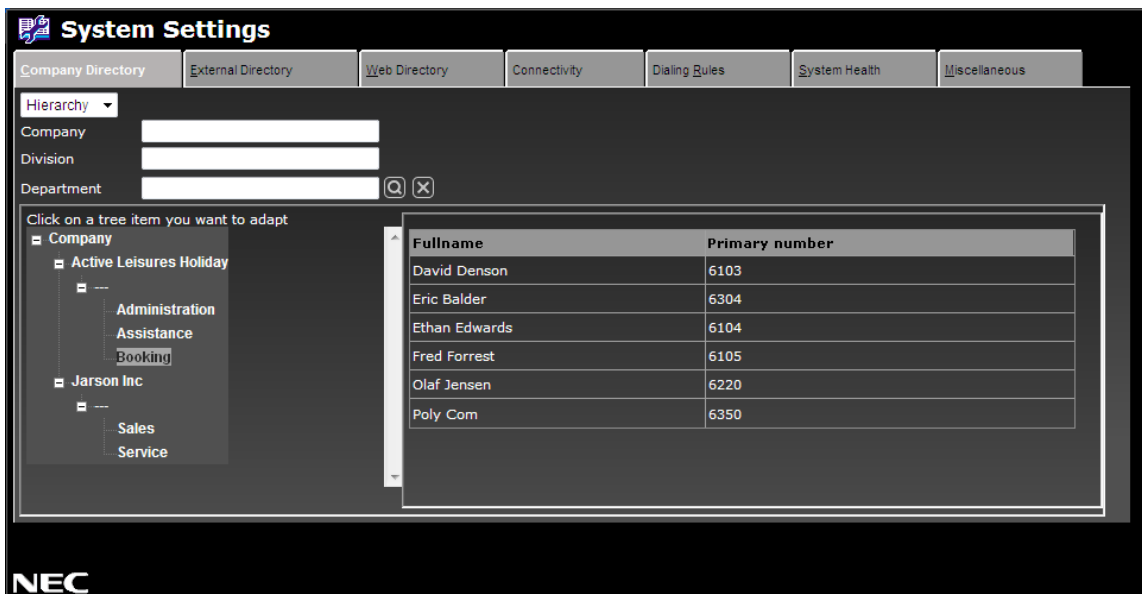 System Settings
Company Directory External Directory Web Directory Connectivity Dialing Rules System Health Miscellaneous
Hierarchy
Company
Division
Department
Click on a tree item you want to adapt
Company
Active Leisures Holiday
---
Administration
Assistance
Booking
Jarson Inc
---
Sales
Service
Fullname Primary number
David Denson 6103
Eric Balder 6304
Ethan Edwards 6104
Fred Forrest 6105
Olaf Jensen 6220
Poly Com 6350
NEC